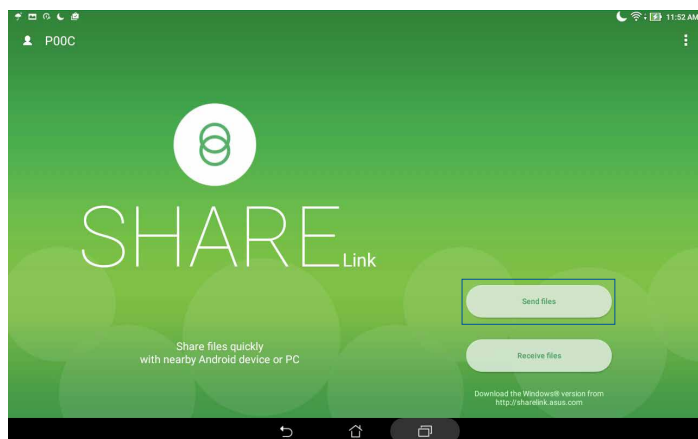 11:52 AM
P00C
SHARE Link
Send files
Share files quickly
with nearby Android device or PC
Receive files
Download the Windows® version from
http://sharelink.asus.com